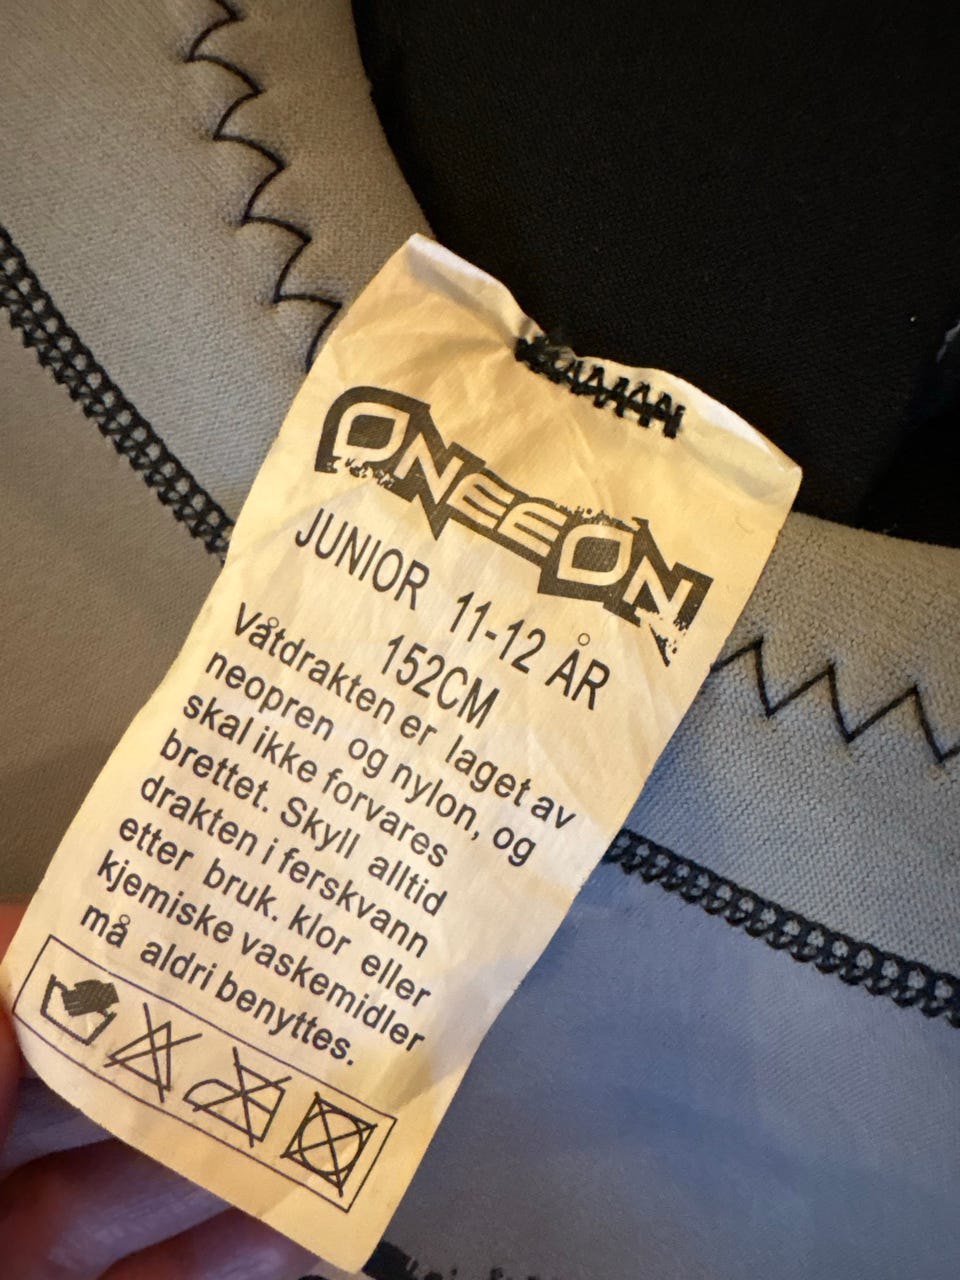 ONEEON
JUNIOR 11-12 ÅR
152CM
Våtdrakten er laget av
neopren og nylon, og
skal ikke forvares
brettet. Skyll alltid
drakten i ferskvann
etter bruk. klor eller
kjemiske vaskemidler
må aldri benyttes.